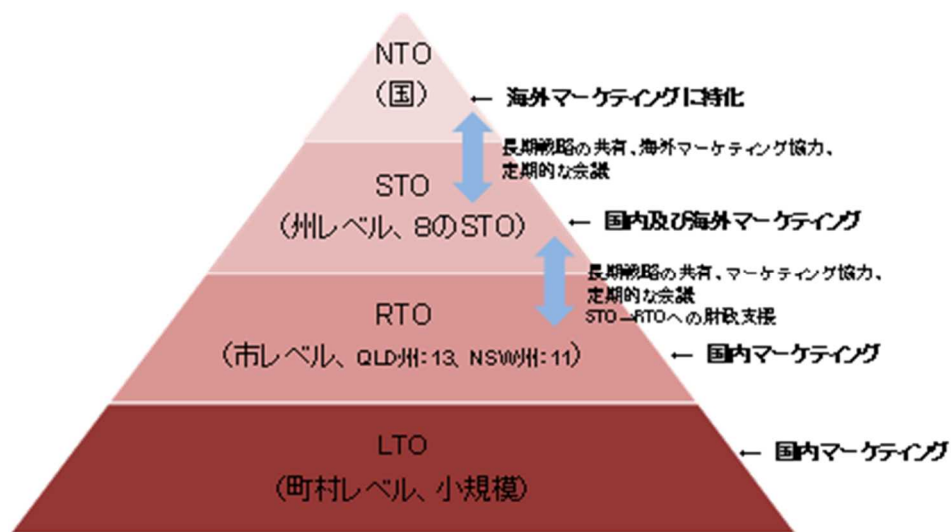 NTO
(国)
← 海外マーケティングに特化
長期戦略の共有、海外マーケティング協力、
定期的な会議
STO
(州レベル、8のSTO)
← 国内及び海外マーケティング
長期戦略の共有、マーケティング協力、
定期的な会議
STO→RTOへの財政支援
RTO
(市レベル、QLD州:13、NSW州:11)
← 国内マーケティング
LTO
(町村レベル、小規模)
← 国内マーケティング